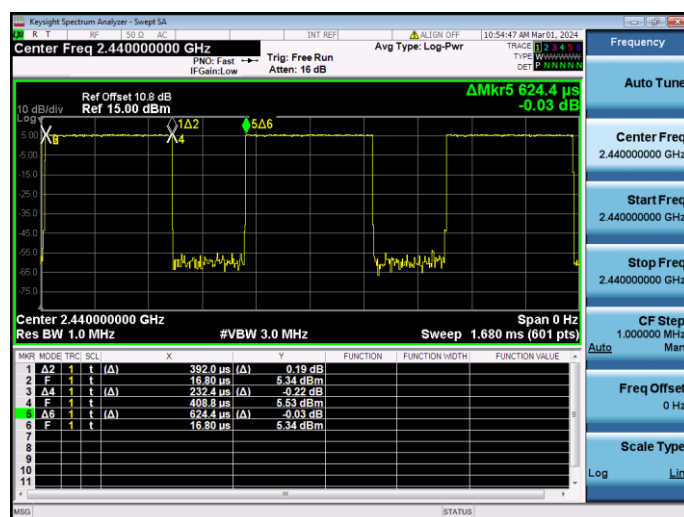 Keysight Spectrum Analyzer - Swept SA
R T RF 50 Ω AC INT REF ALIGN OFF 10:54:47 AM Mar 01, 2024
Center Freq 2.440000000 GHz
PNO: Fast
IFGain:Low
Trig: Free Run
Atten: 16 dB
Avg Type: Log-Pwr
TRACE 1 2 3 4 5 6
TYPE WWWWWW
DET P N N N N N
ΔMkr5 624.4 µs
-0.03 dB
Ref Offset 10.8 dB
10 dB/div Ref 15.00 dBm
Log
1Δ2
5Δ6
4
5.00
-5.00
-15.0
-25.0
-35.0
-45.0
-55.0
-65.0
-75.0
Center 2.440000000 GHz Span 0 Hz
Res BW 1.0 MHz #VBW 3.0 MHz Sweep 1.680 ms (601 pts)
MKR MODE TRC SCL X Y FUNCTION FUNCTION WIDTH FUNCTION VALUE
1 Δ2 1 t (Δ) 392.0 µs (Δ) 0.19 dB
2 F 1 t 16.80 µs 5.34 dBm
3 Δ4 1 t (Δ) 232.4 µs (Δ) -0.22 dB
4 F 1 t 408.8 µs 5.53 dBm
5 Δ6 1 t (Δ) 624.4 µs (Δ) -0.03 dB
6 F 1 t 16.80 µs 5.34 dBm
7
8
9
10
11
MSG STATUS
Frequency
Auto Tune
Center Freq
2.440000000 GHz
Start Freq
2.440000000 GHz
Stop Freq
2.440000000 GHz
CF Step
1.000000 MHz
Auto Man
Freq Offset
0 Hz
Scale Type
Log Lin